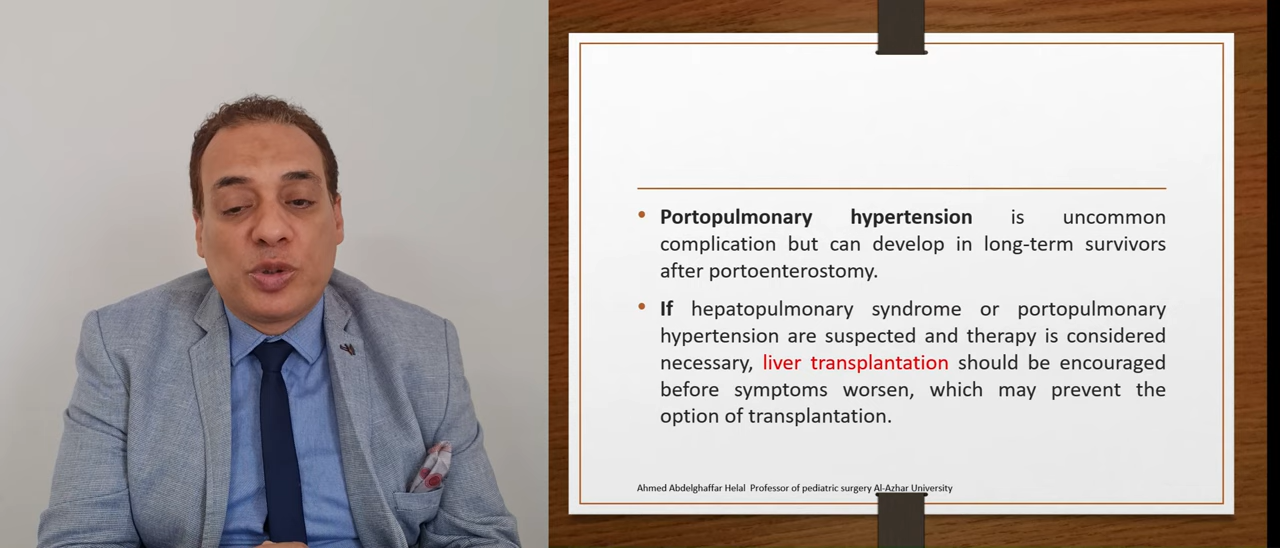 Portopulmonary hypertension is uncommon
complication but can develop in long-term survivors
after portoenterostomy.
If hepatopulmonary syndrome or portopulmonary
hypertension are suspected and therapy is considered
necessary, liver transplantation should be encouraged
before symptoms worsen, which may prevent the
option of transplantation.
Ahmed Abdelghaffar Helal Professor of pediatric surgery Al-Azhar University